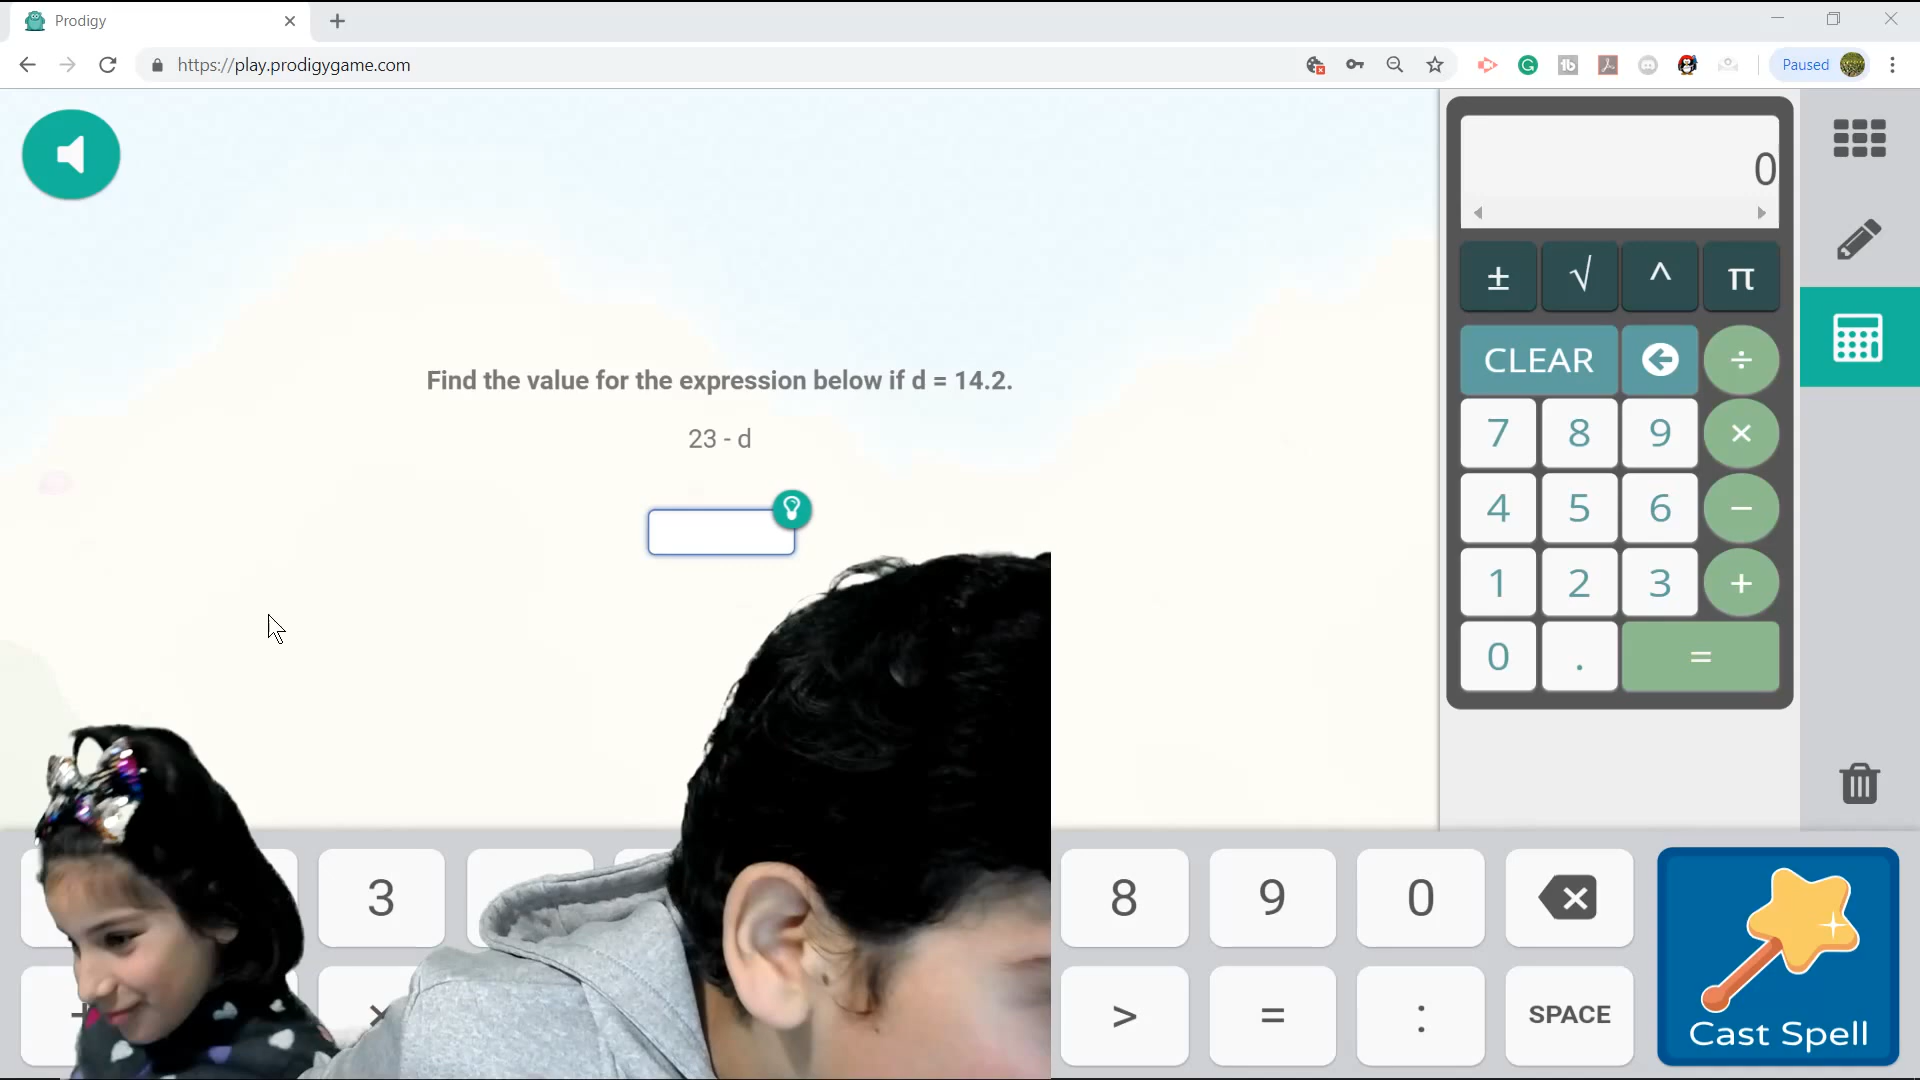 Prodigy
https://play.prodigygame.com
Paused
0
± √ ^ π
CLEAR ÷
7 8 9 ×
4 5 6 −
1 2 3 +
0 . =
Find the value for the expression below if d = 14.2.
23 - d
3 8 9 0
> = : SPACE
Cast Spell